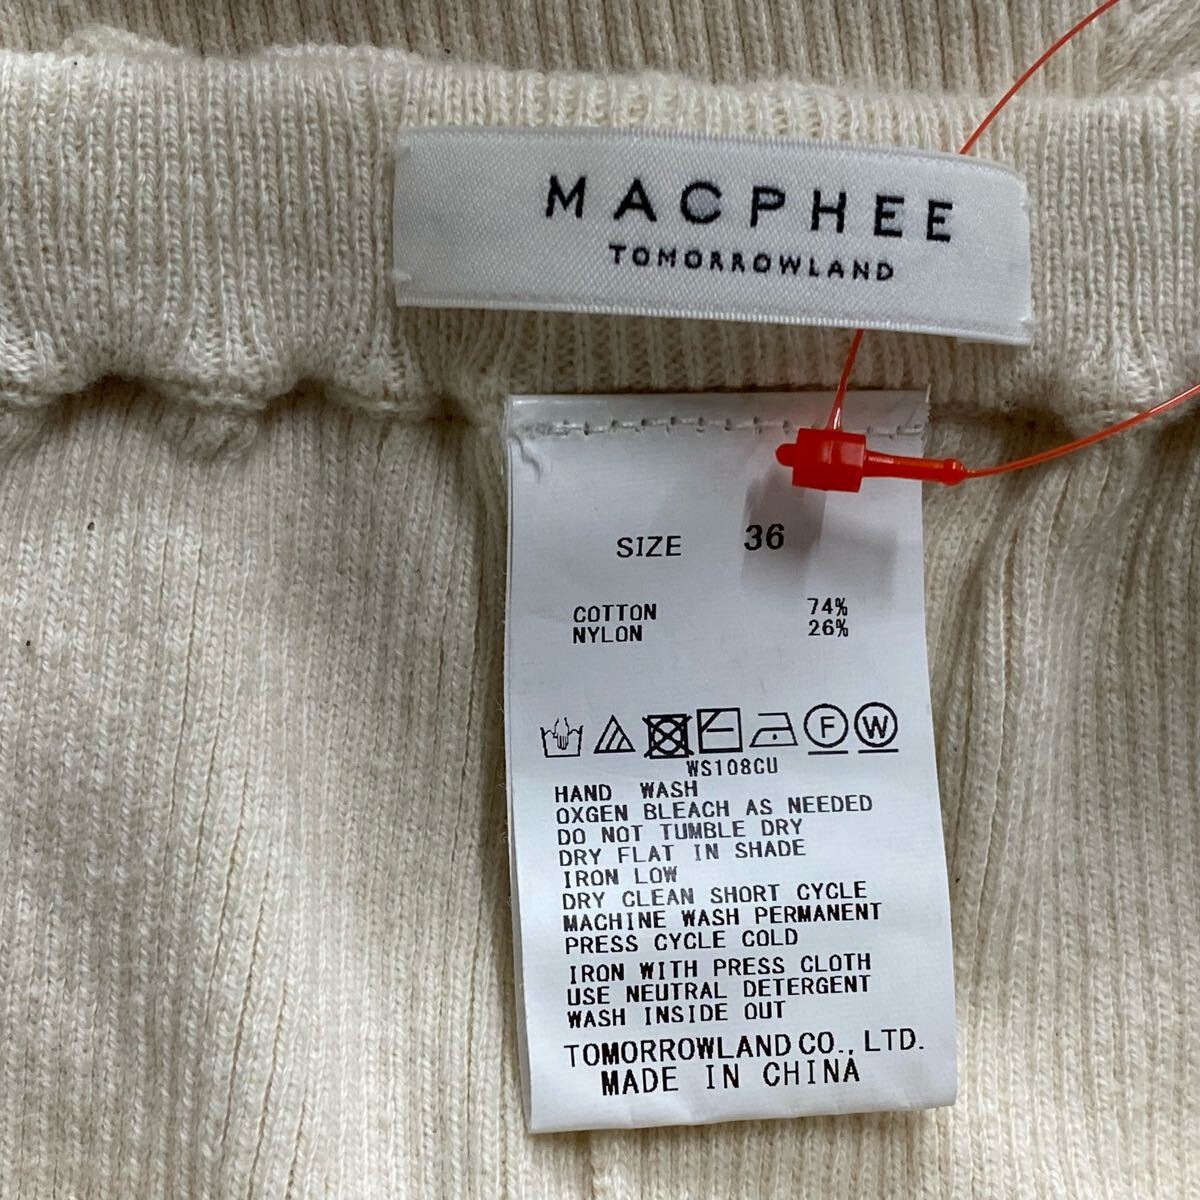 MACPHEE
TOMORROWLAND
SIZE 36
COTTON 74%
NYLON 26%
F W
WS108CU
HAND WASH
OXGEN BLEACH AS NEEDED
DO NOT TUMBLE DRY
DRY FLAT IN SHADE
IRON LOW
DRY CLEAN SHORT CYCLE
MACHINE WASH PERMANENT
PRESS CYCLE COLD
IRON WITH PRESS CLOTH
USE NEUTRAL DETERGENT
WASH INSIDE OUT
TOMORROWLAND CO., LTD.
MADE IN CHINA